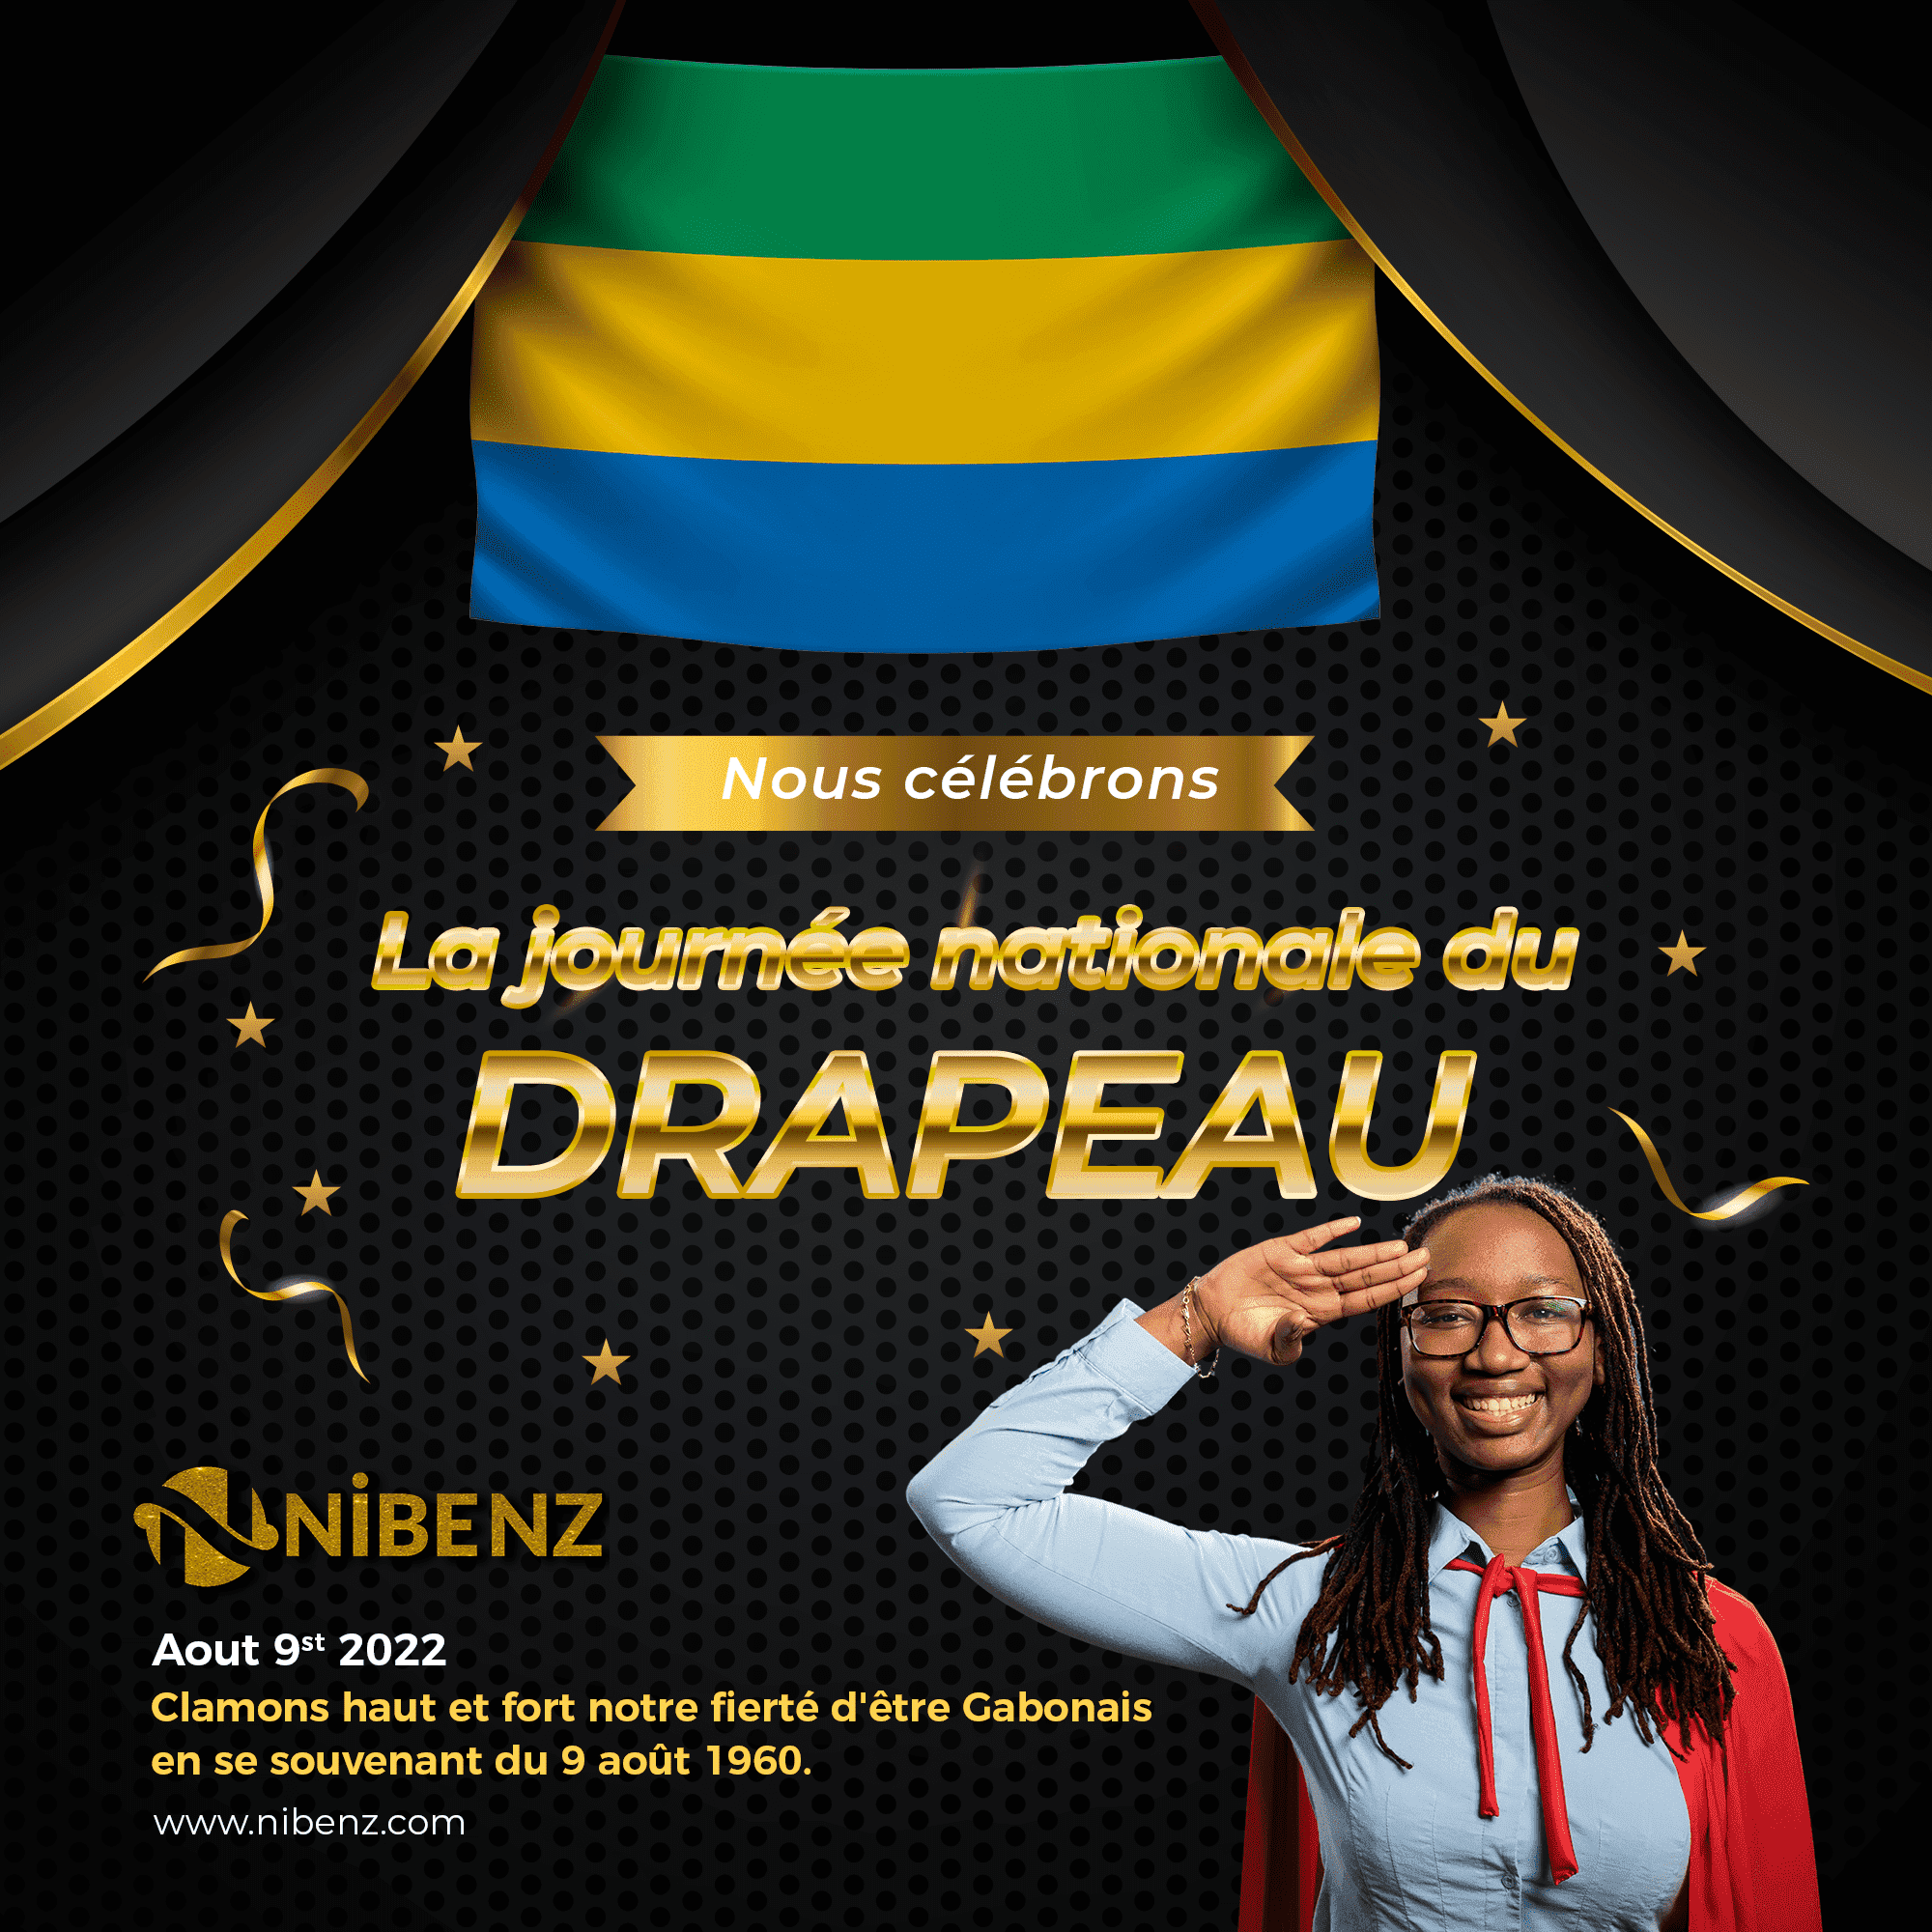 Nous célébrons
La journée nationale du
DRAPEAU
NiBENZ
Aout 9st 2022
Clamons haut et fort notre fierté d'être Gabonais
en se souvenant du 9 août 1960.
www.nibenz.com